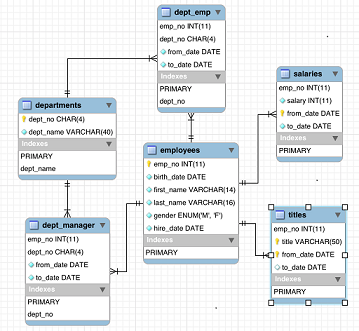 dept_emp
emp_no INT(11)
dept_no CHAR(4)
from_date DATE
to_date DATE
Indexes
PRIMARY
dept_no
salaries
emp_no INT(11)
salary INT(11)
from_date DATE
to_date DATE
Indexes
PRIMARY
departments
dept_no CHAR(4)
dept_name VARCHAR(40)
Indexes
PRIMARY
dept_name
employees
emp_no INT(11)
birth_date DATE
first_name VARCHAR(14)
last_name VARCHAR(16)
gender ENUM('M', 'F')
hire_date DATE
Indexes
PRIMARY
dept_manager
emp_no INT(11)
dept_no CHAR(4)
from_date DATE
to_date DATE
Indexes
PRIMARY
dept_no
titles
emp_no INT(11)
title VARCHAR(50)
from_date DATE
to_date DATE
Indexes
PRIMARY